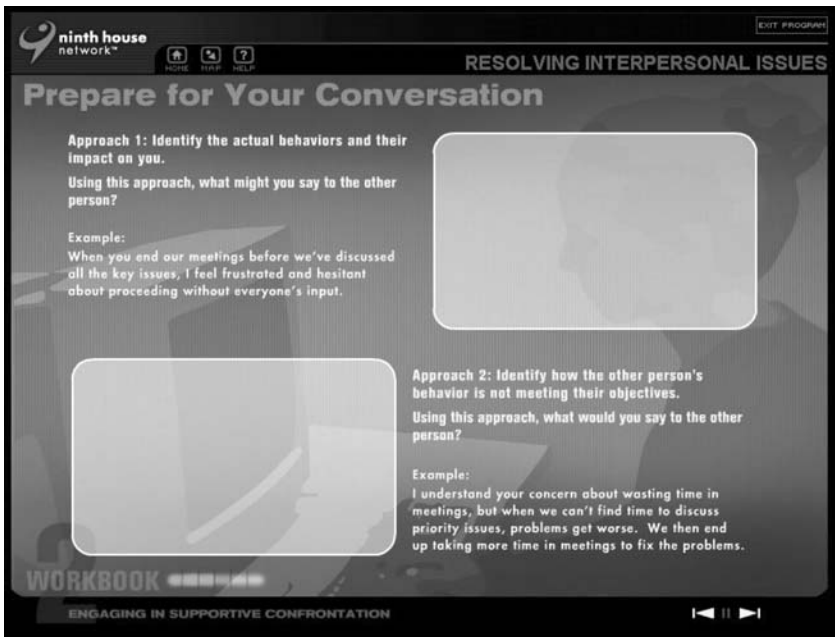 EXIT PROGRAM
ninth house
network™
HOME MAP HELP
RESOLVING INTERPERSONAL ISSUES
Prepare for Your Conversation
Approach 1: Identify the actual behaviors and their
impact on you.
Using this approach, what might you say to the other
person?
Example:
When you end our meetings before we've discussed
all the key issues, I feel frustrated and hesitant
about proceeding without everyone's input.
Approach 2: Identify how the other person's
behavior is not meeting their objectives.
Using this approach, what would you say to the other
person?
Example:
I understand your concern about wasting time in
meetings, but when we can't find time to discuss
priority issues, problems get worse. We then end
up taking more time in meetings to fix the problems.
2
WORKBOOK
ENGAGING IN SUPPORTIVE CONFRONTATION